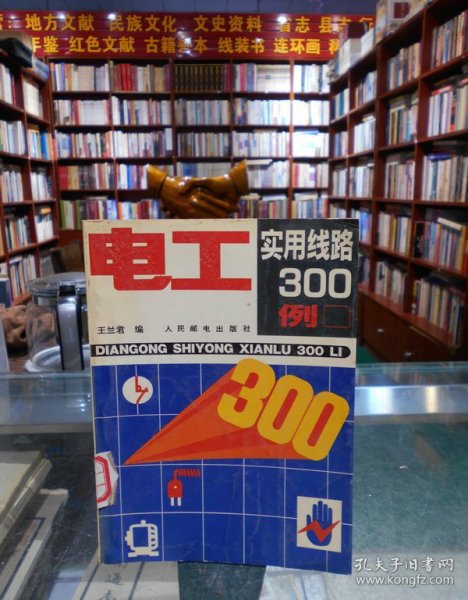 地方文献 民族文化 文史资料 省志 县志
年鉴 红色文献 古籍善本 线装书 连环画
电工
实用线路
300
例
王兰君 编 人民邮电出版社
DIANGONG SHIYONG XIANLU 300 LI
300
孔夫子旧书网
www.kongfz.com